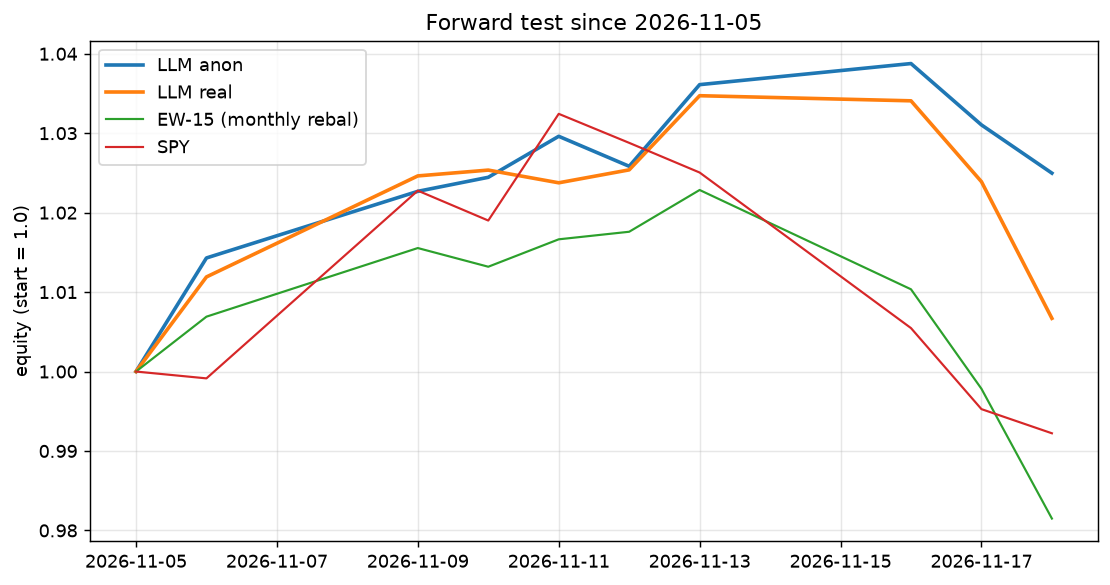 Forward test since 2026-11-05
LLM anon
LLM real
EW-15 (monthly rebal)
SPY
equity (start = 1.0)
1.04
1.03
1.02
1.01
1.00
0.99
0.98
2026-11-05 2026-11-07 2026-11-09 2026-11-11 2026-11-13 2026-11-15 2026-11-17